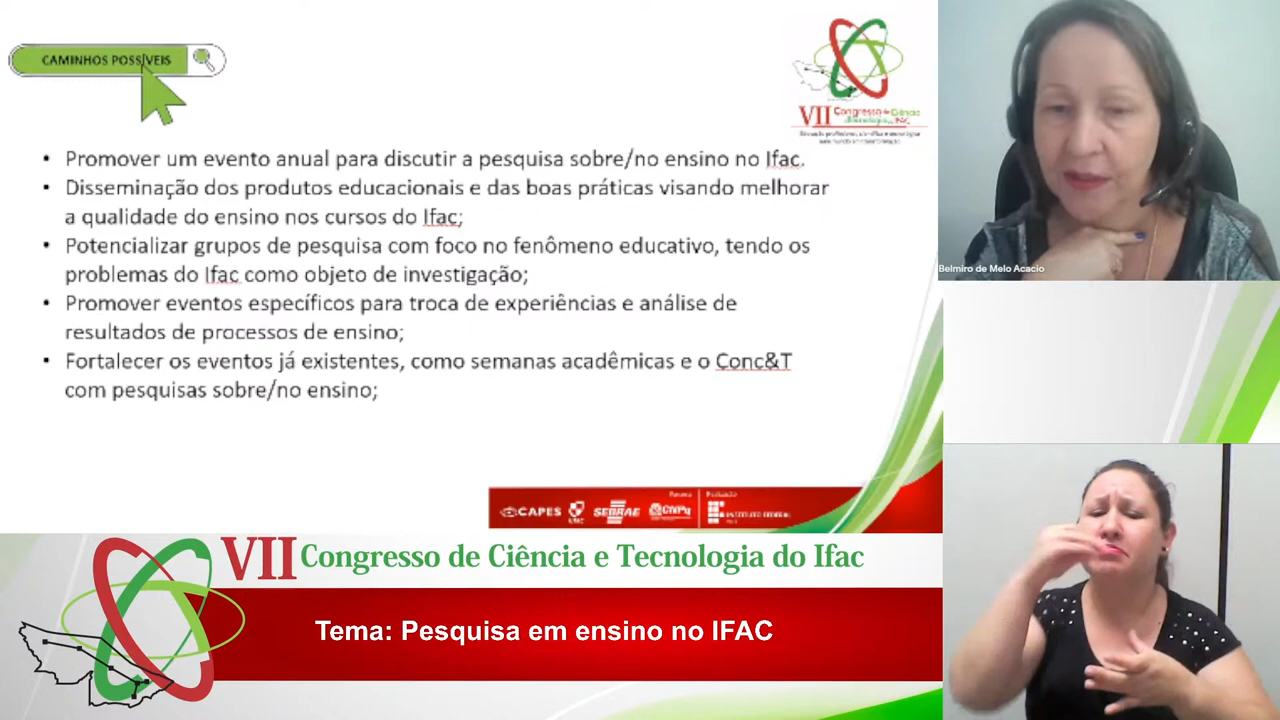 CAMINHOS POSSÍVEIS
VII Congresso de Ciência
e Tecnologia do IFAC
• Promover um evento anual para discutir a pesquisa sobre/no ensino no Ifac.
• Disseminação dos produtos educacionais e das boas práticas visando melhorar
a qualidade do ensino nos cursos do Ifac;
• Potencializar grupos de pesquisa com foco no fenômeno educativo, tendo os
problemas do Ifac como objeto de investigação;
• Promover eventos específicos para troca de experiências e análise de
resultados de processos de ensino;
• Fortalecer os eventos já existentes, como semanas acadêmicas e o Conc&T
com pesquisas sobre/no ensino;
Belmiro de Melo Acacio
CAPES
SEBRAE
CNPq
INSTITUTO FEDERAL
VII Congresso de Ciência e Tecnologia do Ifac
Tema: Pesquisa em ensino no IFAC